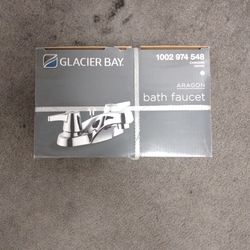 GLACIER BAY
1002 974 548
ARAGON
bath faucet